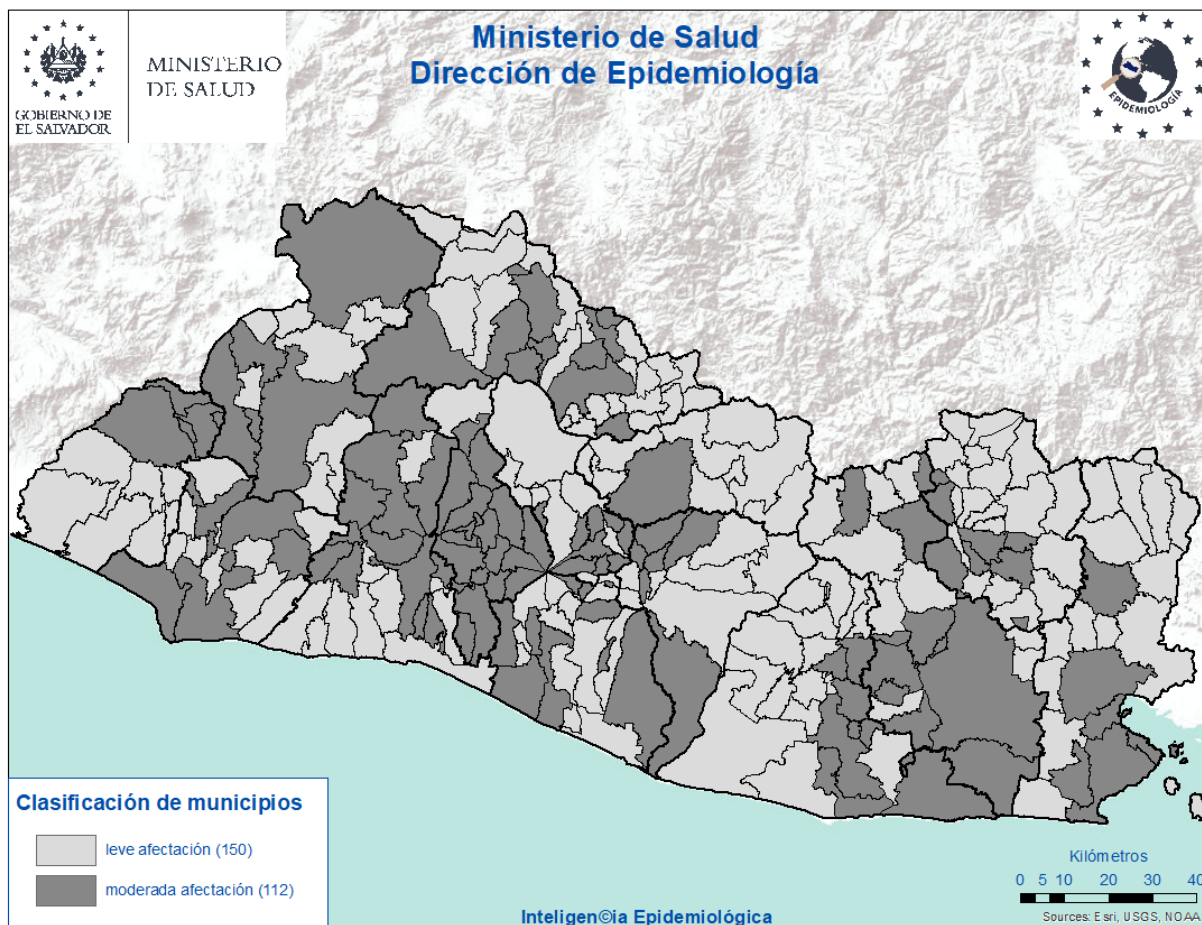 Ministerio de Salud
Dirección de Epidemiología
MINISTERIO
DE SALUD
GOBIERNO DE
EL SALVADOR
EPIDEMIOLOGÍA
Clasificación de municipios
leve afectación (150)
moderada afectación (112)
Inteligen©ia Epidemiológica
Kilómetros
0 5 10 20 30 40
Sources: Esri, USGS, NOAA